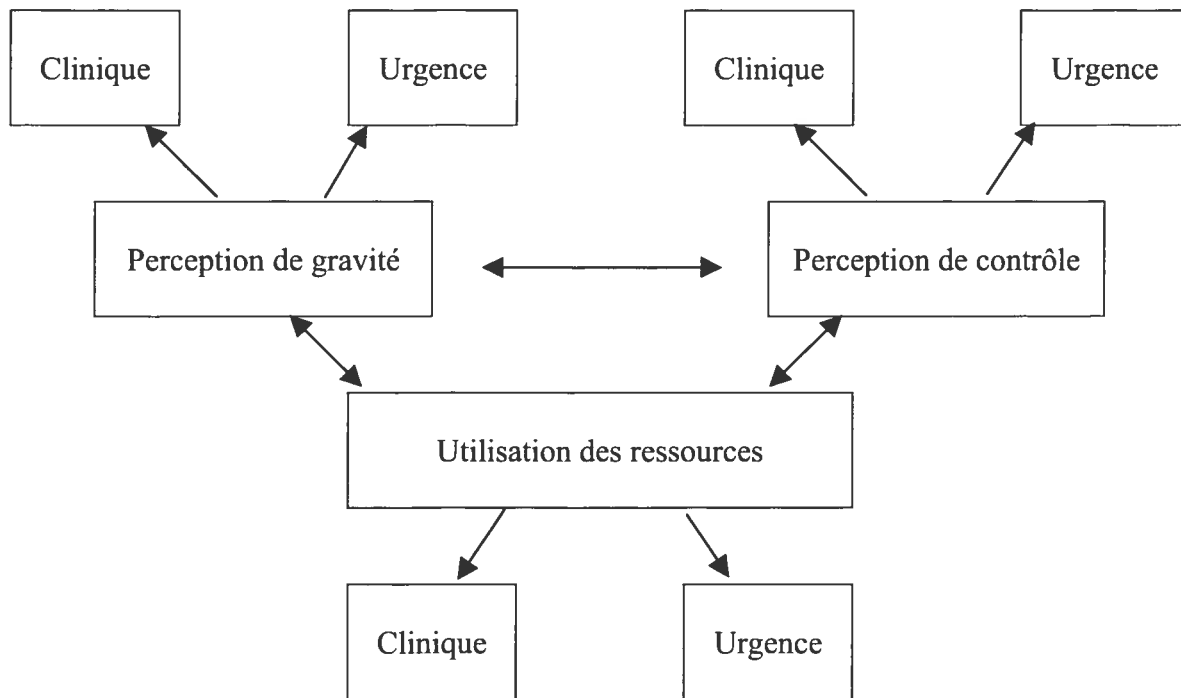 Clinique
Urgence
Clinique
Urgence
Perception de gravité
Perception de contrôle
Utilisation des ressources
Clinique
Urgence